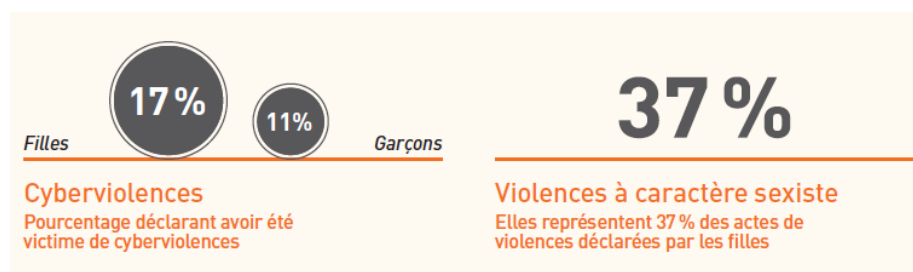 17 %
11%
Filles
Garçons
Cyberviolences
Pourcentage déclarant avoir été
victime de cyberviolences
37 %
Violences à caractère sexiste
Elles représentent 37 % des actes de
violences déclarées par les filles